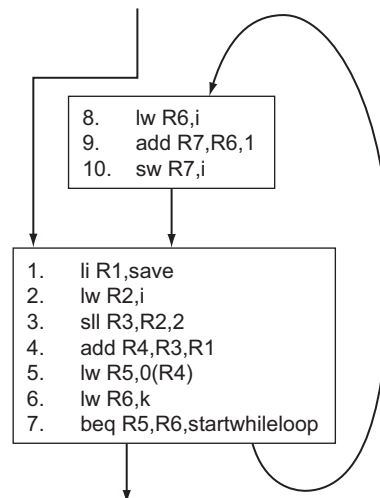 8. lw R6,i
9. add R7,R6,1
10. sw R7,i
1. li R1,save
2. lw R2,i
3. sll R3,R2,2
4. add R4,R3,R1
5. lw R5,0(R4)
6. lw R6,k
7. beq R5,R6,startwhileloop